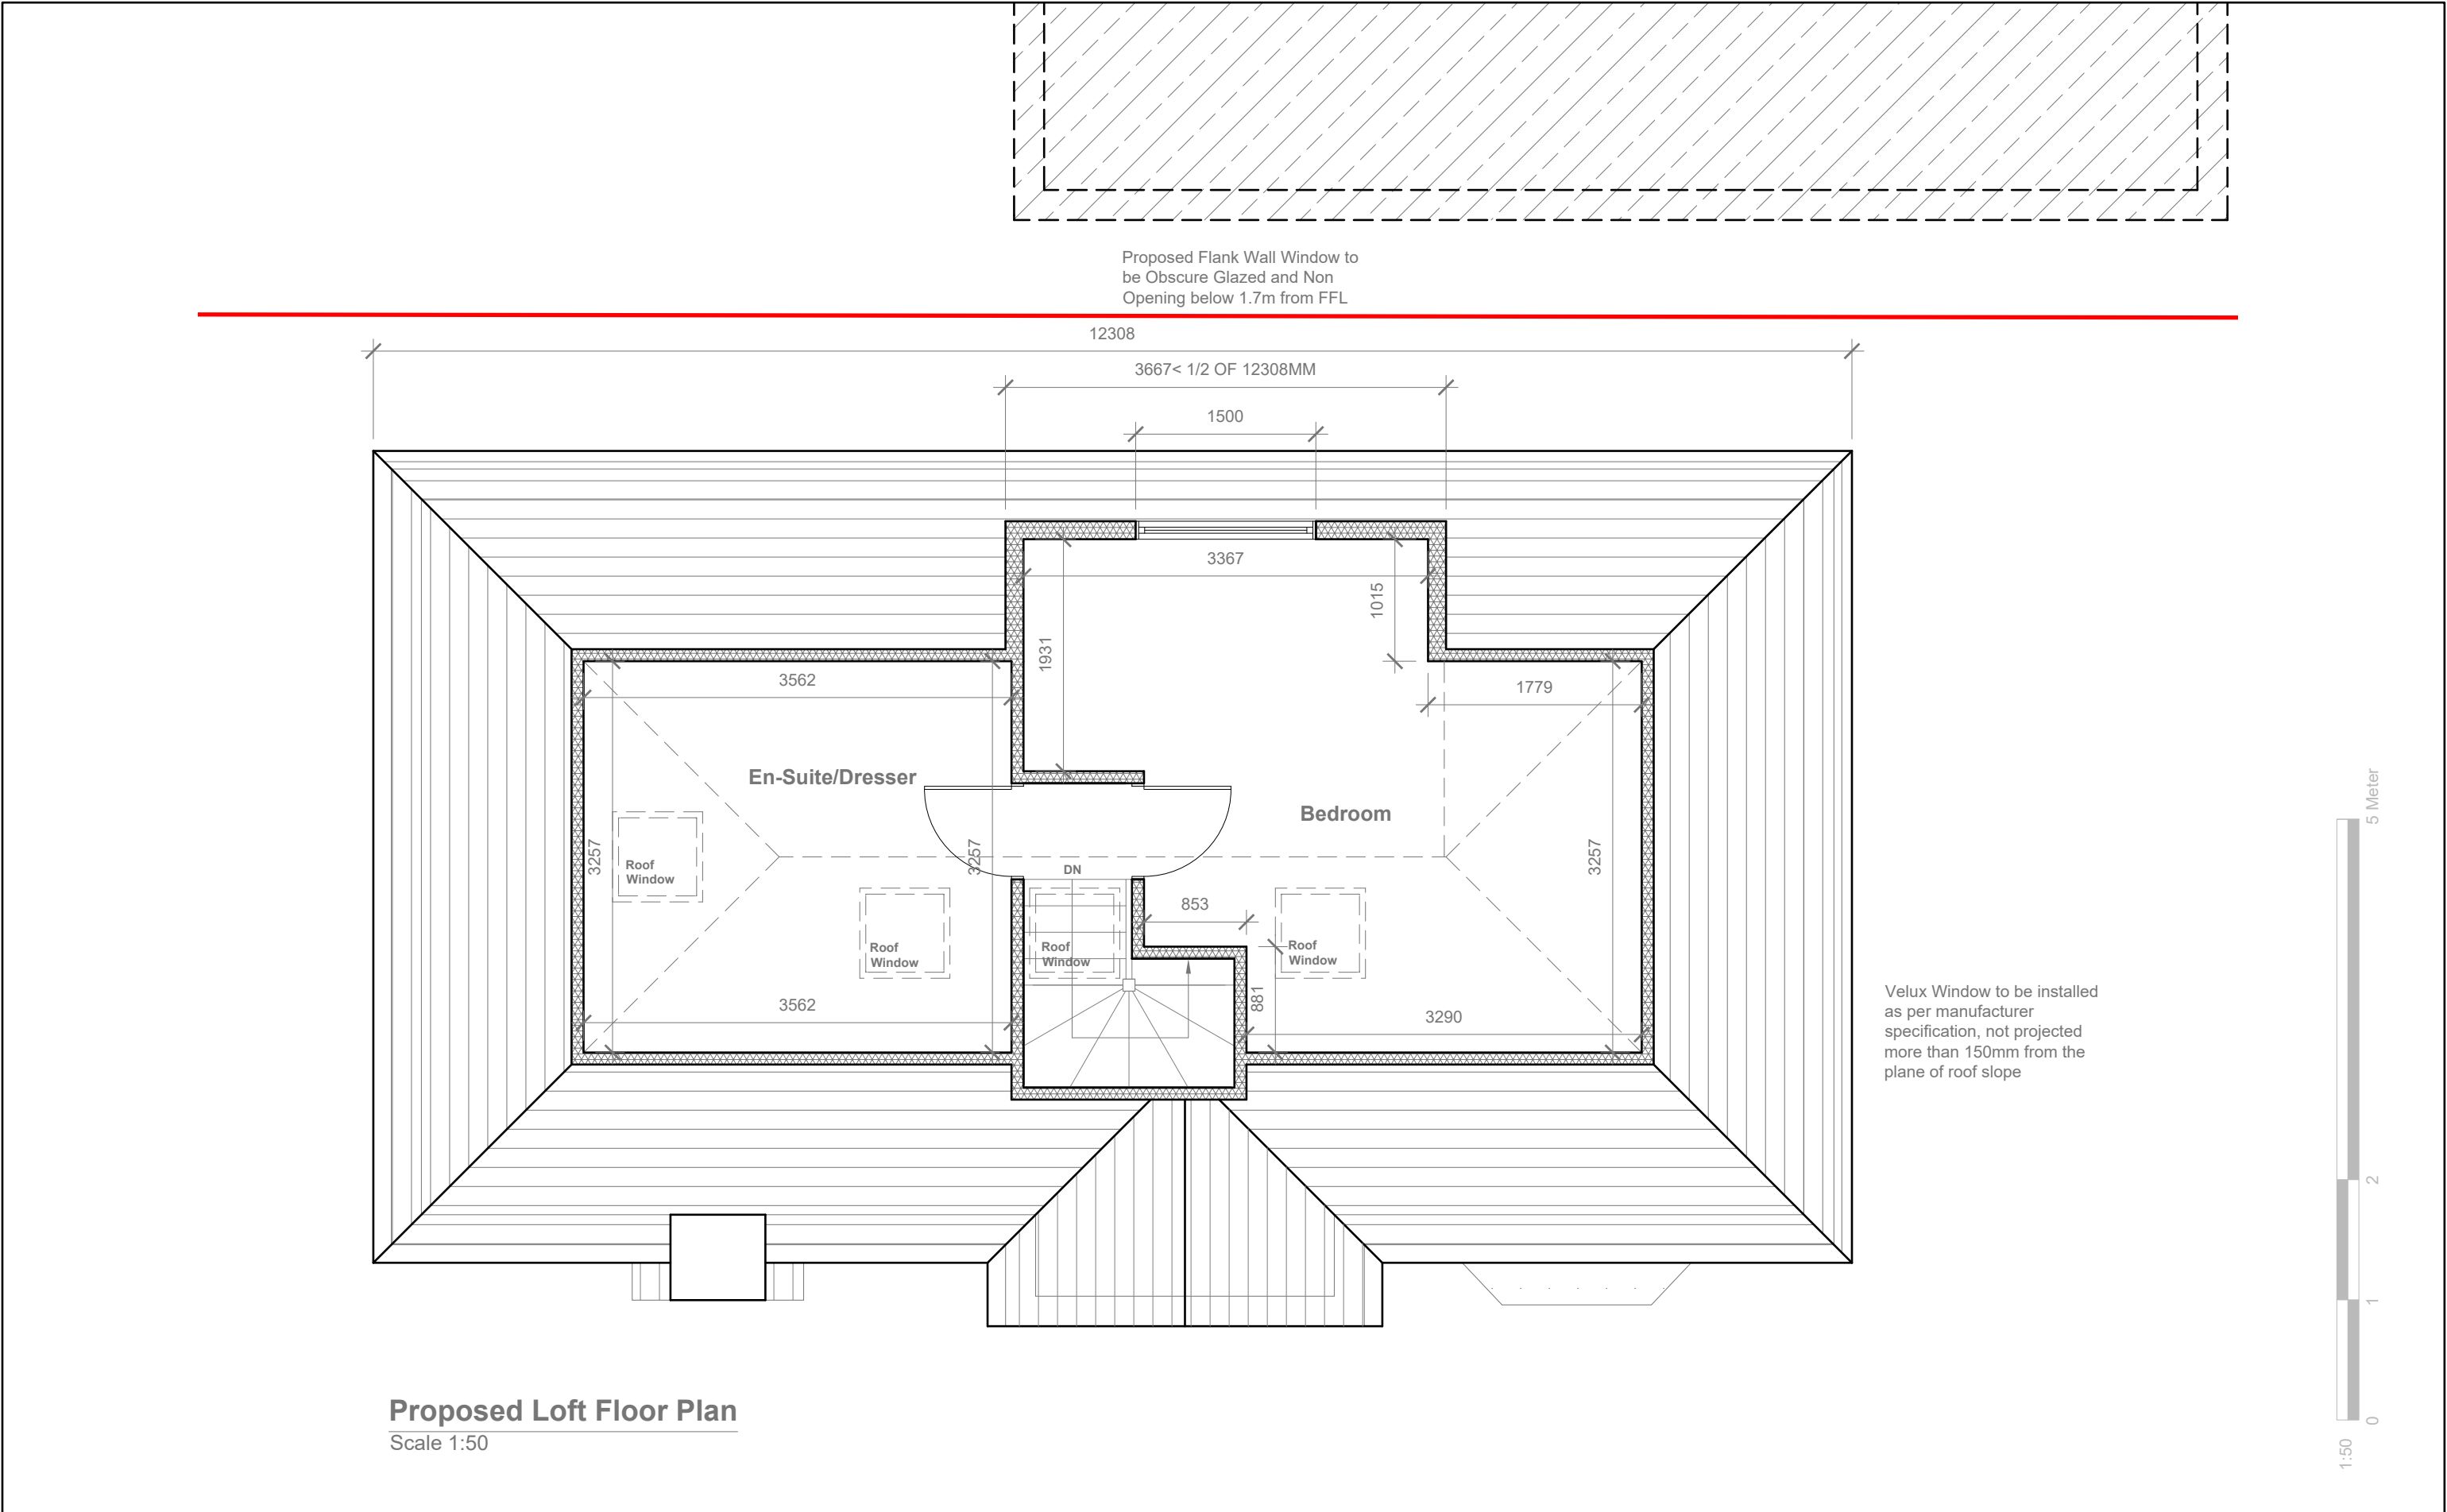 Proposed Flank Wall Window to
be Obscure Glazed and Non
Opening below 1.7m from FFL
12308
3667< 1/2 OF 12308MM
1500
3367
1015
1931
3562
1779
En-Suite/Dresser
Bedroom
3257
3257
3257
Roof
Window
DN
853
Roof
Window
Roof
Window
Roof
Window
881
3562
3290
Velux Window to be installed
as per manufacturer
specification, not projected
more than 150mm from the
plane of roof slope
5 Meter
2
1
0
1:50
Proposed Loft Floor Plan
Scale 1:50